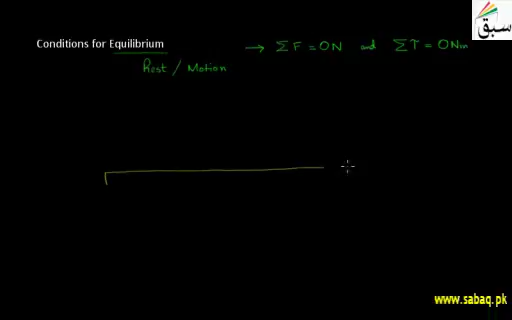 Conditions for Equilibrium → ΣF = 0N and Στ = 0Nm
Rest / Motion
سبق
www.sabaq.pk